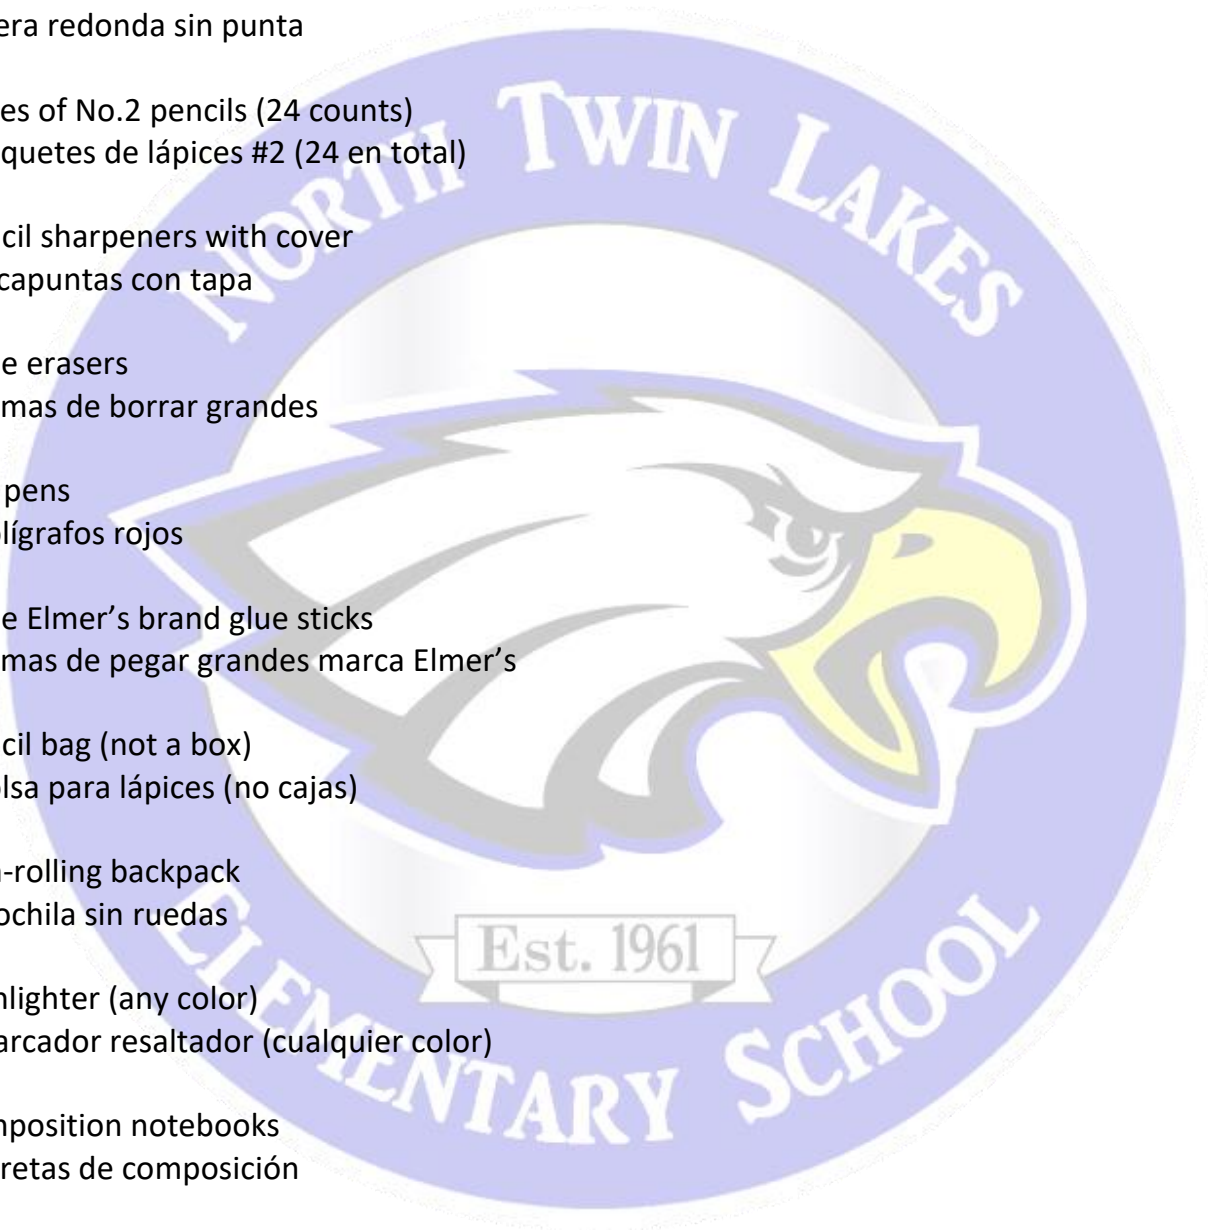 era redonda sin punta
es of No.2 pencils (24 counts)
quetes de lápices #2 (24 en total)
cil sharpeners with cover
capuntas con tapa
e erasers
mas de borrar grandes
pens
lígrafos rojos
e Elmer’s brand glue sticks
mas de pegar grandes marca Elmer’s
cil bag (not a box)
lsa para lápices (no cajas)
-rolling backpack
ochila sin ruedas
hlighter (any color)
arcador resaltador (cualquier color)
position notebooks
retas de composición
NORTH TWIN LAKES
Est. 1961
ELEMENTARY SCHOOL